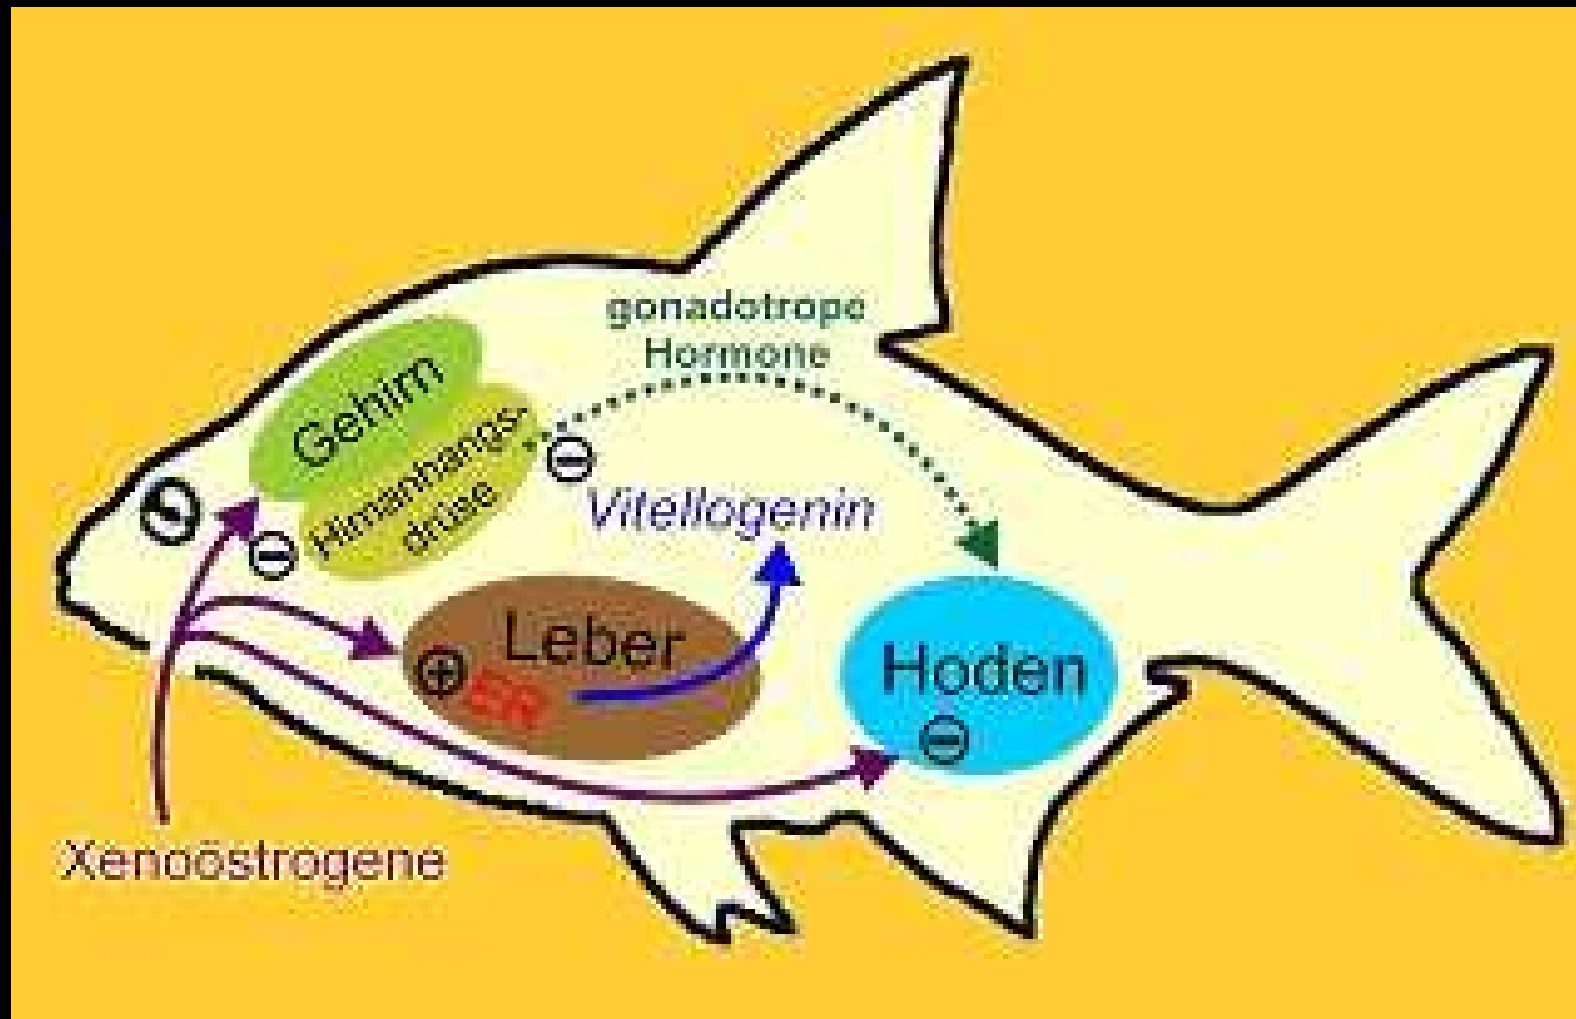 gonadotrope
Hormone
Gehirn
Hirnanhangs-
drüse
Vitellogenin
Leber
ER
Hoden
Xenoöstrogene